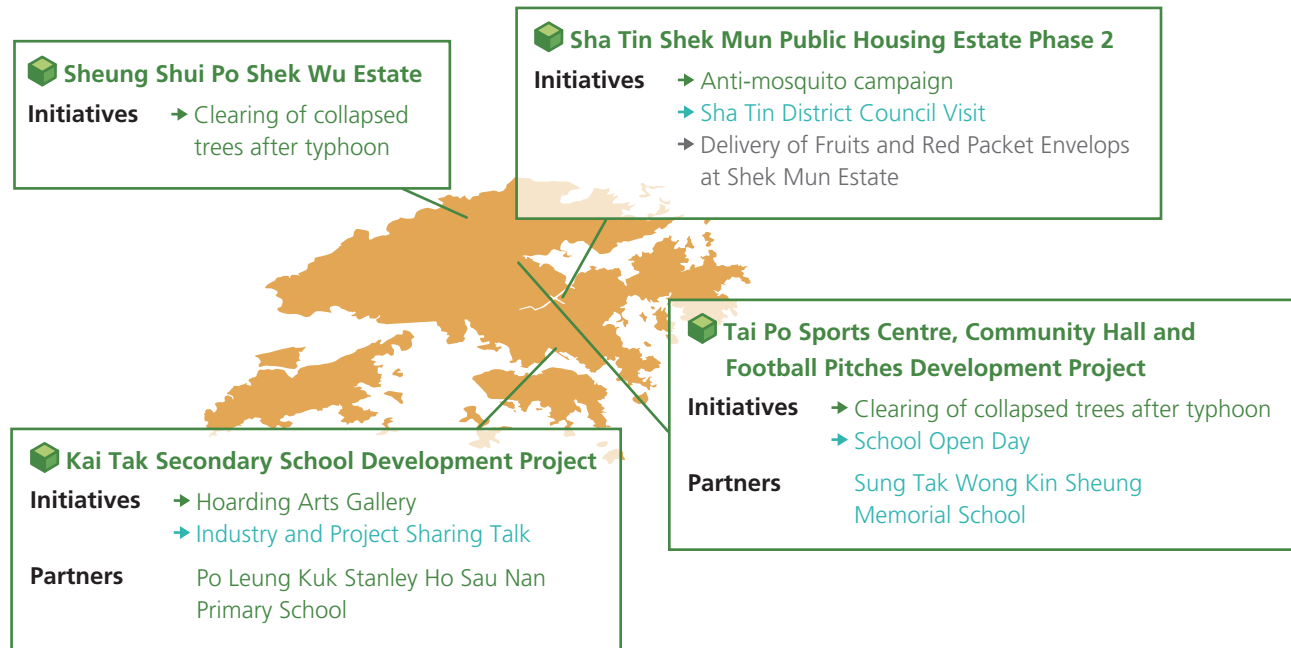 Sheung Shui Po Shek Wu Estate
Initiatives → Clearing of collapsed
trees after typhoon
Sha Tin Shek Mun Public Housing Estate Phase 2
Initiatives → Anti-mosquito campaign
→ Sha Tin District Council Visit
→ Delivery of Fruits and Red Packet Envelops
at Shek Mun Estate
Tai Po Sports Centre, Community Hall and
Football Pitches Development Project
Initiatives → Clearing of collapsed trees after typhoon
→ School Open Day
Partners Sung Tak Wong Kin Sheung
Memorial School
Kai Tak Secondary School Development Project
Initiatives → Hoarding Arts Gallery
→ Industry and Project Sharing Talk
Partners Po Leung Kuk Stanley Ho Sau Nan
Primary School